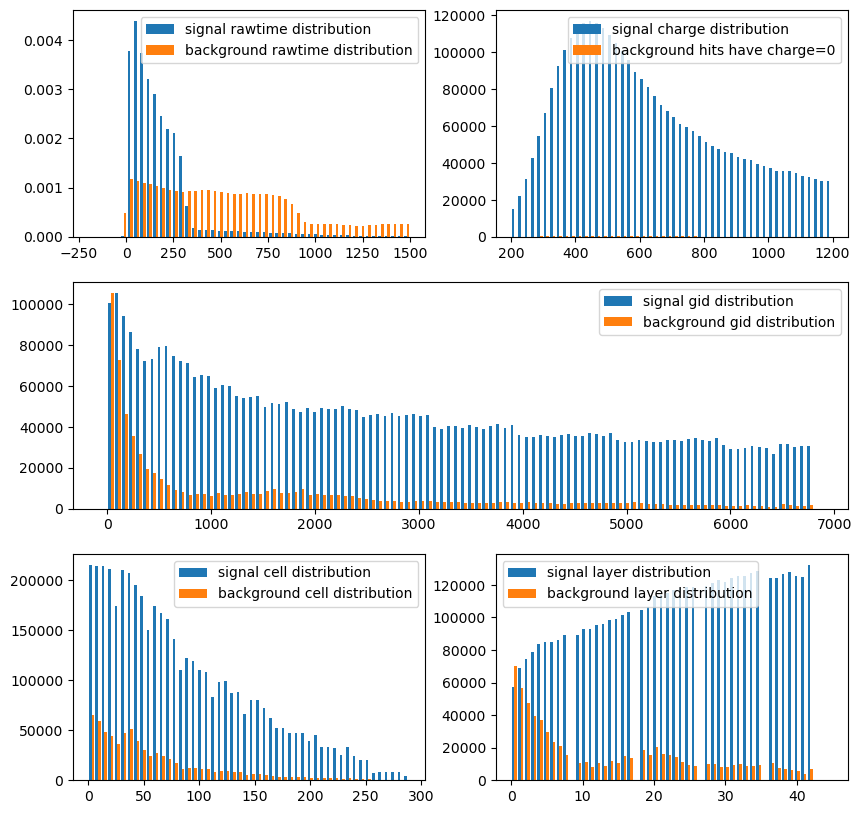 signal rawtime distribution
background rawtime distribution
0.004
0.003
0.002
0.001
0.000
−250 0 250 500 750 1000 1250 1500
signal charge distribution
background hits have charge=0
120000
100000
80000
60000
40000
20000
0
200 400 600 800 1000 1200
signal gid distribution
background gid distribution
100000
80000
60000
40000
20000
0
0 1000 2000 3000 4000 5000 6000 7000
signal cell distribution
background cell distribution
200000
150000
100000
50000
0
0 50 100 150 200 250 300
signal layer distribution
background layer distribution
120000
100000
80000
60000
40000
20000
0
0 10 20 30 40